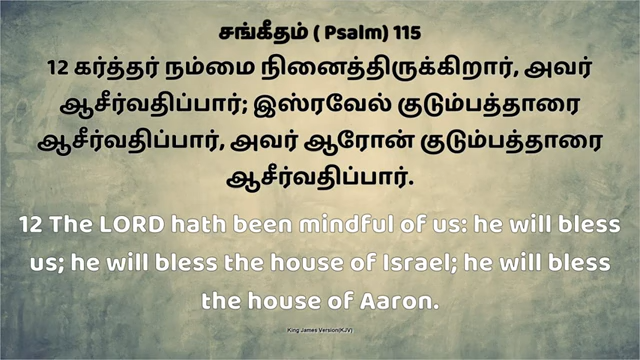 சங்கீதம் ( Psalm) 115
12 கர்த்தர் நம்மை நினைத்திருக்கிறார், அவர்
ஆசீர்வதிப்பார்; இஸ்ரவேல் குடும்பத்தாரை
ஆசீர்வதிப்பார், அவர் ஆரோன் குடும்பத்தாரை
ஆசீர்வதிப்பார்.
12 The LORD hath been mindful of us: he will bless
us; he will bless the house of Israel; he will bless
the house of Aaron.
King James Version(KJV)